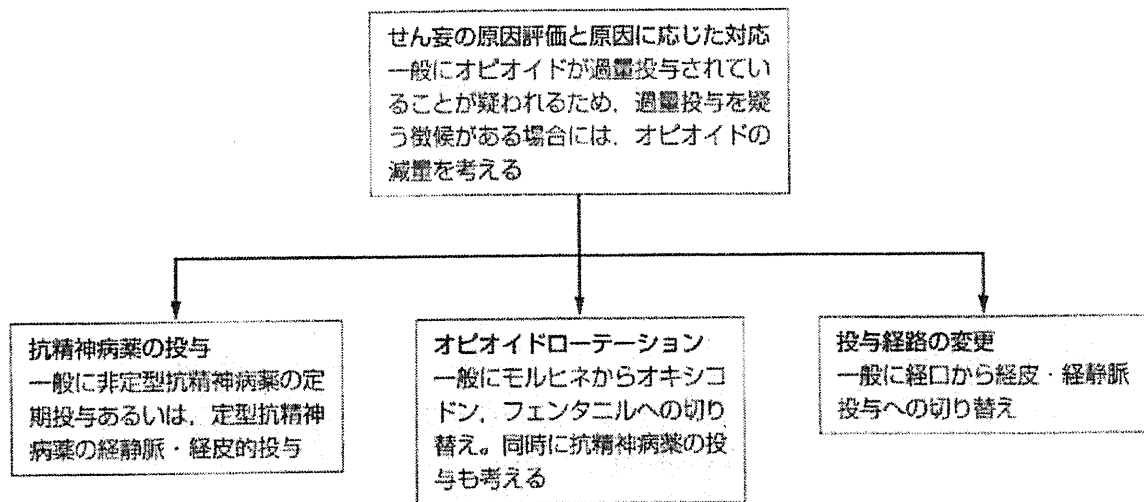 せん妄の原因評価と原因に応じた対応
一般にオピオイドが過量投与されてい
ることが疑われるため，過量投与を疑
う徴候がある場合には，オピオイドの
減量を考える
抗精神病薬の投与
一般に非定型抗精神病薬の定
期投与あるいは，定型抗精神
病薬の経静脈・経皮的投与
オピオイドローテーション
一般にモルヒネからオキシコ
ドン，フェンタニルへの切り
替え。同時に抗精神病薬の投
与も考える
投与経路の変更
一般に経口から経皮・経静脈
投与への切り替え